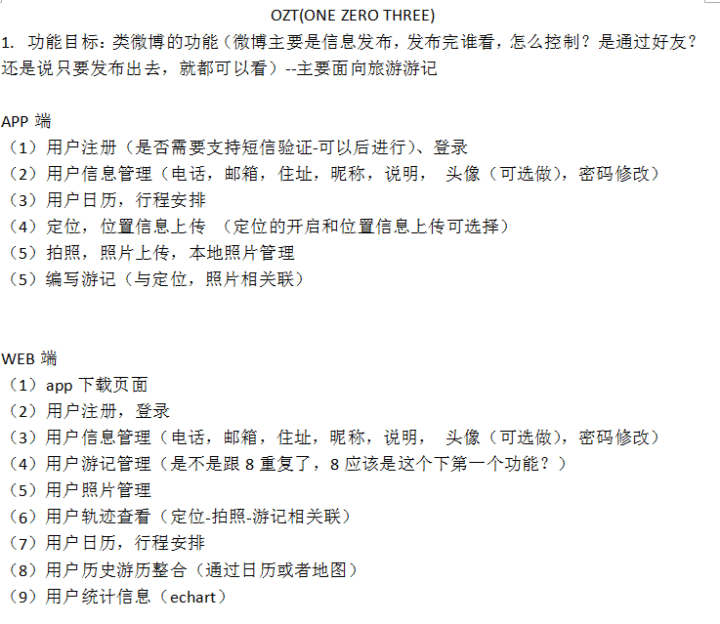 OZT(ONE ZERO THREE)
1. 功能目标：类微博的功能（微博主要是信息发布，发布完谁看，怎么控制？是通过好友？
还是说只要发布出去，就都可以看）--主要面向旅游游记
APP 端
（1）用户注册（是否需要支持短信验证-可以后进行）、登录
（2）用户信息管理（电话，邮箱，住址，昵称，说明， 头像（可选做），密码修改）
（3）用户日历，行程安排
（4）定位，位置信息上传 （定位的开启和位置信息上传可选择）
（5）拍照，照片上传，本地照片管理
（5）编写游记（与定位，照片相关联）
WEB 端
（1）app 下载页面
（2）用户注册，登录
（3）用户信息管理（电话，邮箱，住址，昵称，说明， 头像（可选做），密码修改）
（4）用户游记管理（是不是跟 8 重复了，8 应该是这个下第一个功能？）
（5）用户照片管理
（6）用户轨迹查看（定位-拍照-游记相关联）
（7）用户日历，行程安排
（8）用户历史游历整合（通过日历或者地图）
（9）用户统计信息（echart）